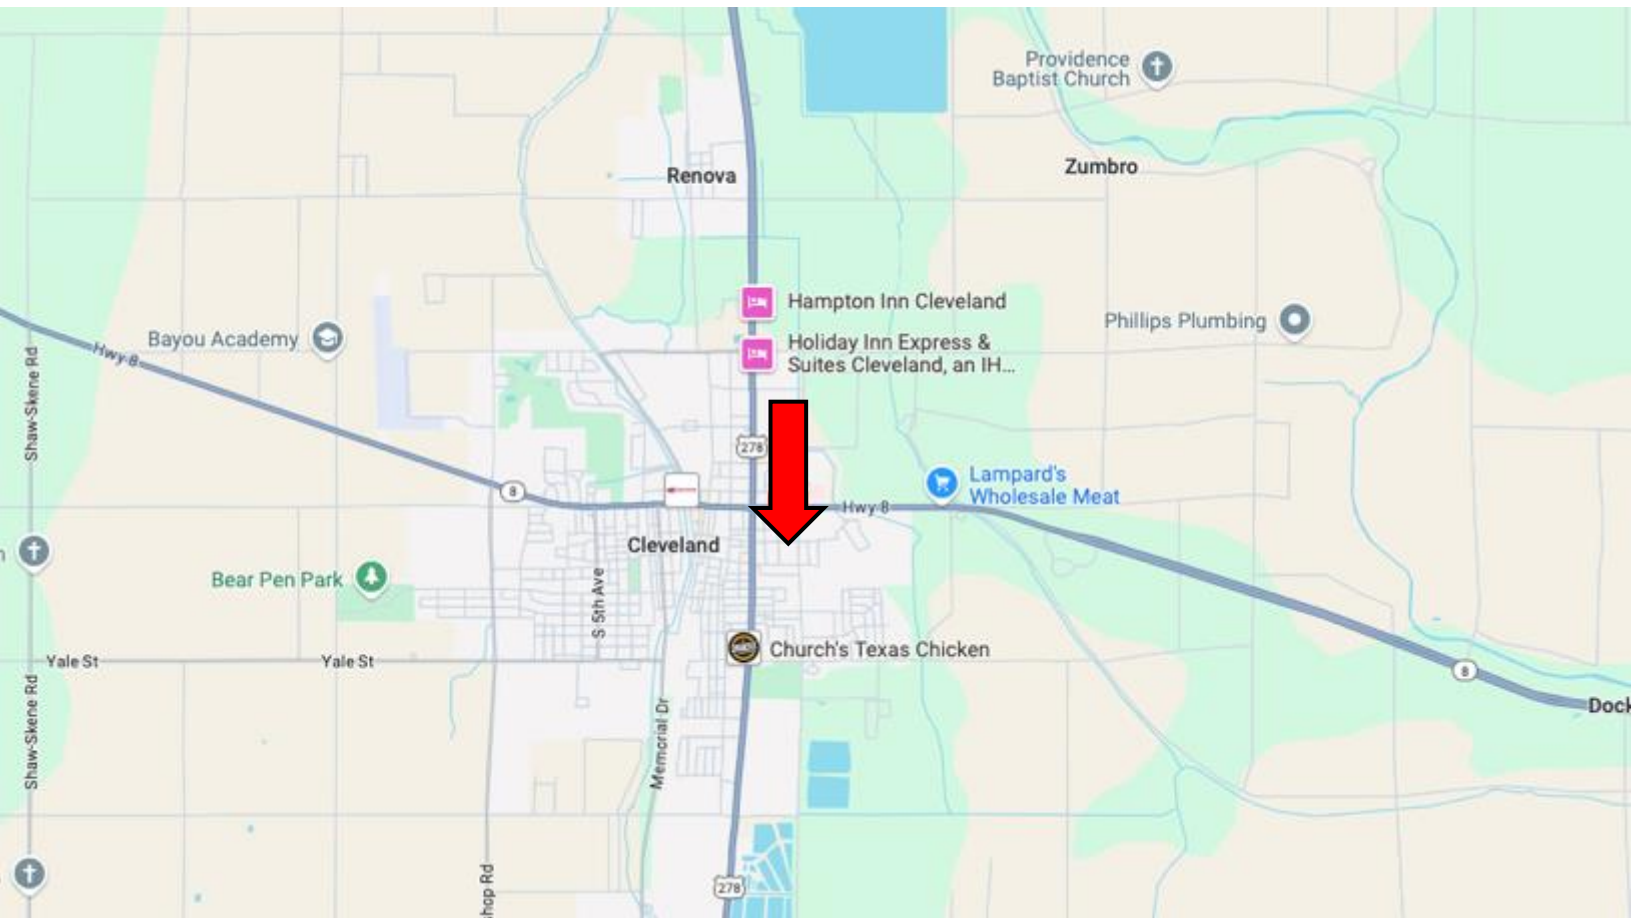 Providence
Baptist Church
Zumbro
Renova
Hampton Inn Cleveland
Holiday Inn Express &
Suites Cleveland, an IH...
Phillips Plumbing
Bayou Academy
Hwy 8
Shaw-Skene Rd
278
8
Lampard's
Wholesale Meat
Hwy 8
Cleveland
Bear Pen Park
S 5th Ave
Church's Texas Chicken
Yale St
Yale St
8
Dock
Shaw-Skene Rd
Memorial Dr
278
hop Rd